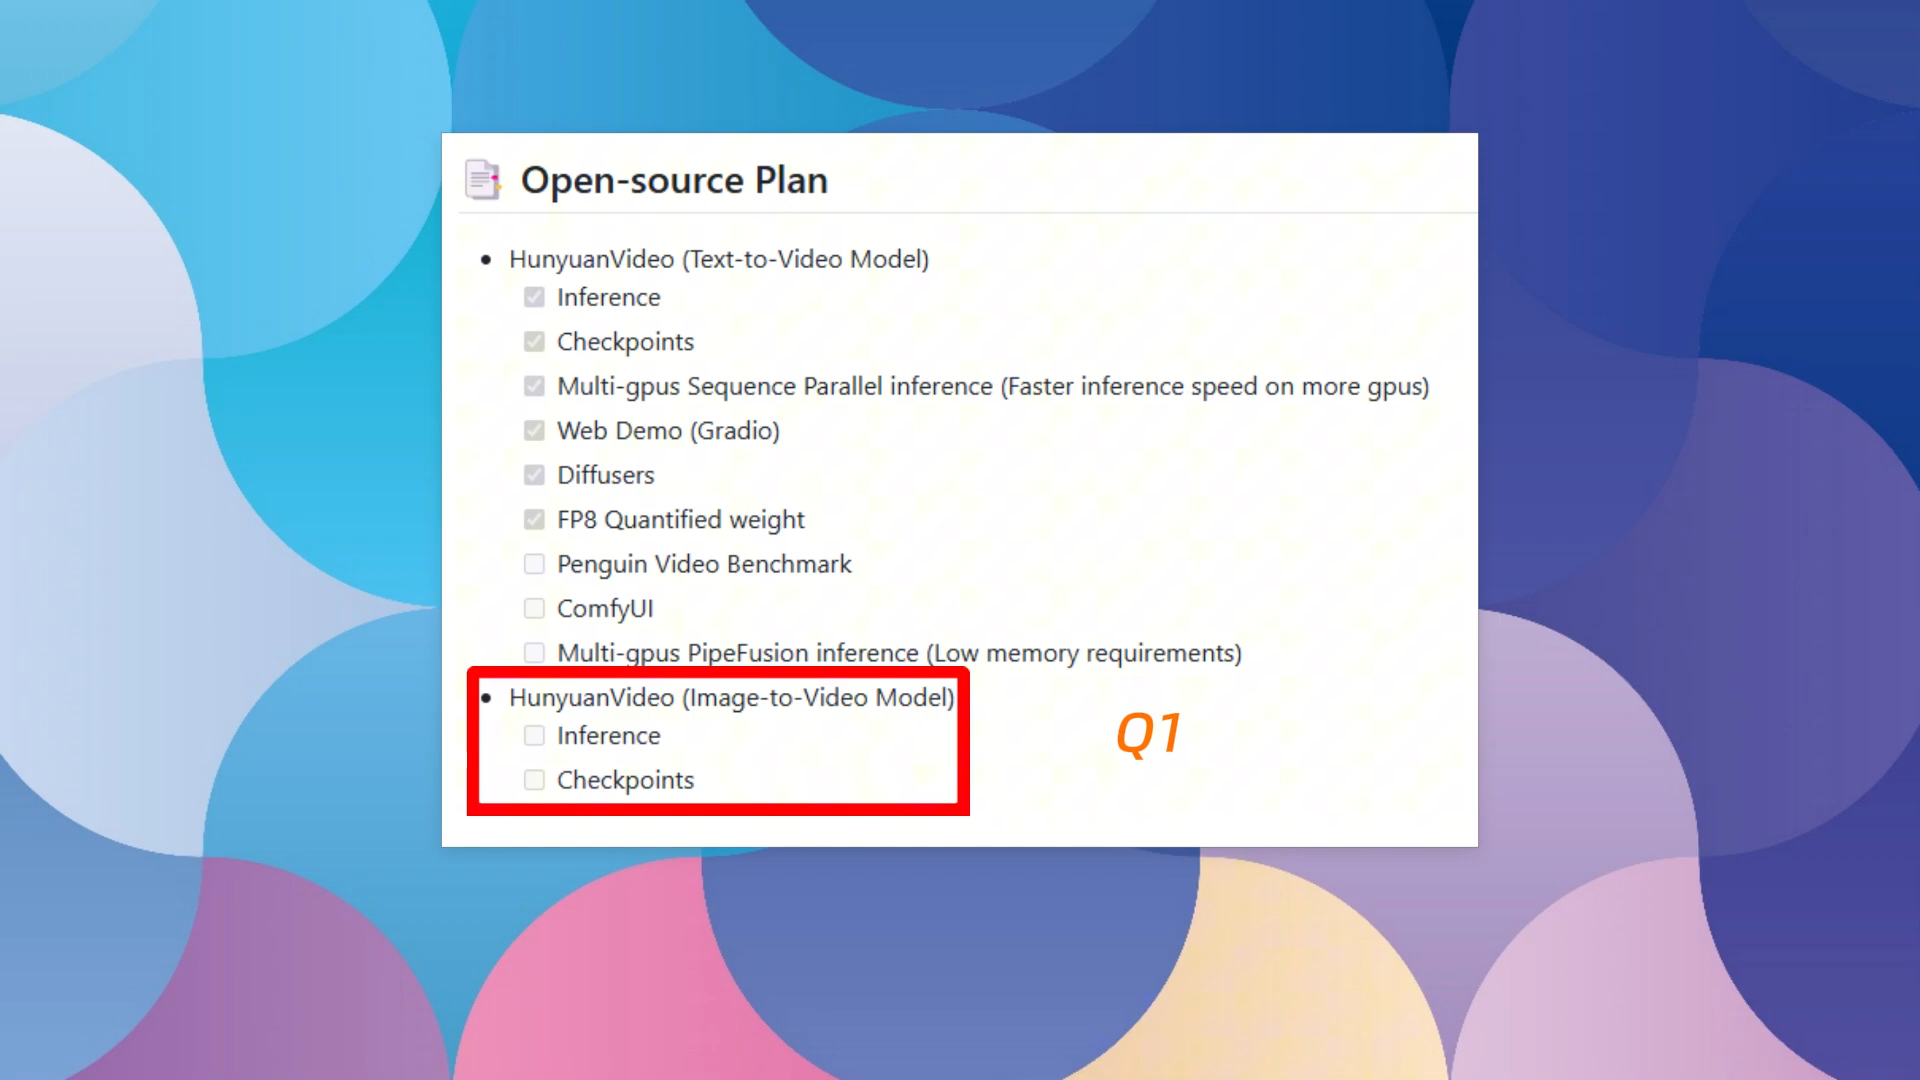 Open-source Plan
HunyuanVideo (Text-to-Video Model)
Inference
Checkpoints
Multi-gpus Sequence Parallel inference (Faster inference speed on more gpus)
Web Demo (Gradio)
Diffusers
FP8 Quantified weight
Penguin Video Benchmark
ComfyUI
Multi-gpus PipeFusion inference (Low memory requirements)
HunyuanVideo (Image-to-Video Model)
Inference
Checkpoints
Q1